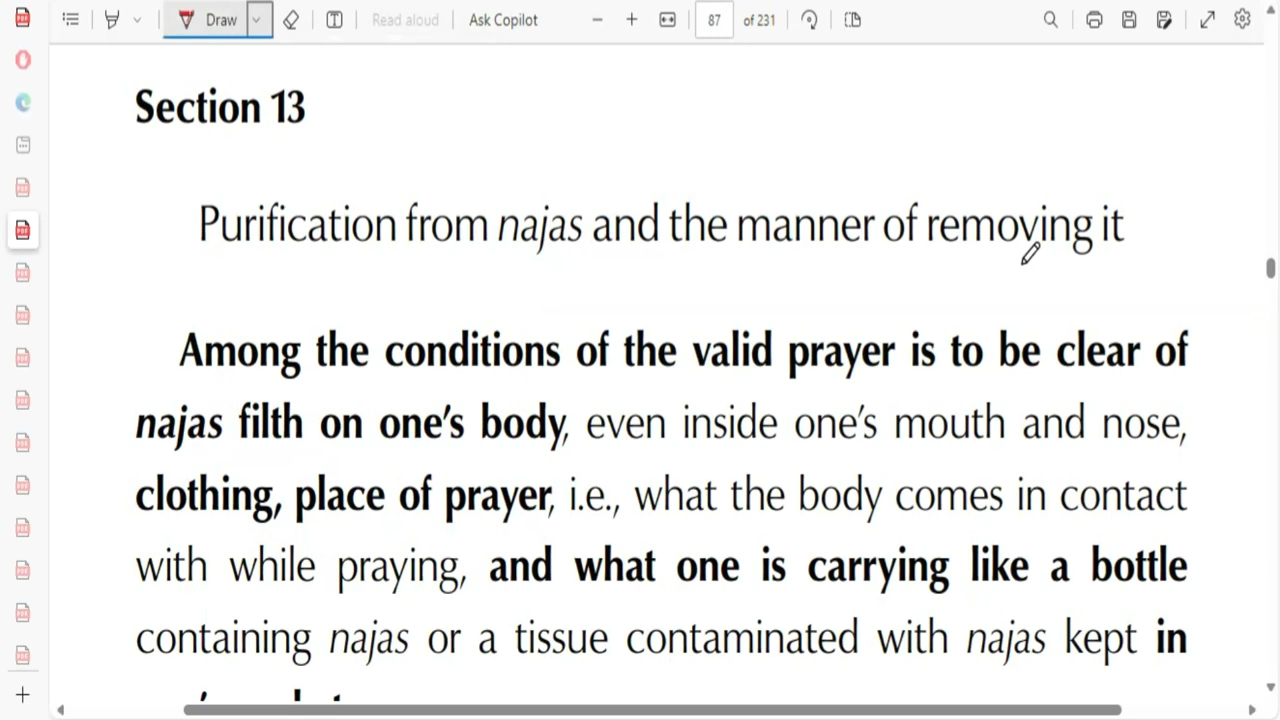 Draw
Read aloud
Ask Copilot
87 of 231
Section 13
Purification from najas and the manner of removing it
Among the conditions of the valid prayer is to be clear of
najas filth on one's body, even inside one's mouth and nose,
clothing, place of prayer, i.e., what the body comes in contact
with while praying, and what one is carrying like a bottle
containing najas or a tissue contaminated with najas kept in